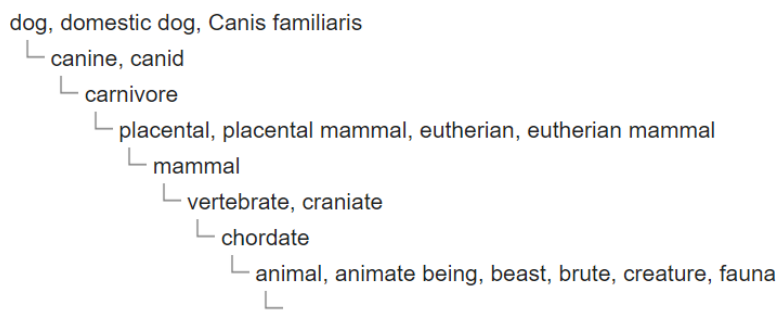 dog, domestic dog, Canis familiaris
canine, canid
carnivore
placental, placental mammal, eutherian, eutherian mammal
mammal
vertebrate, craniate
chordate
animal, animate being, beast, brute, creature, fauna